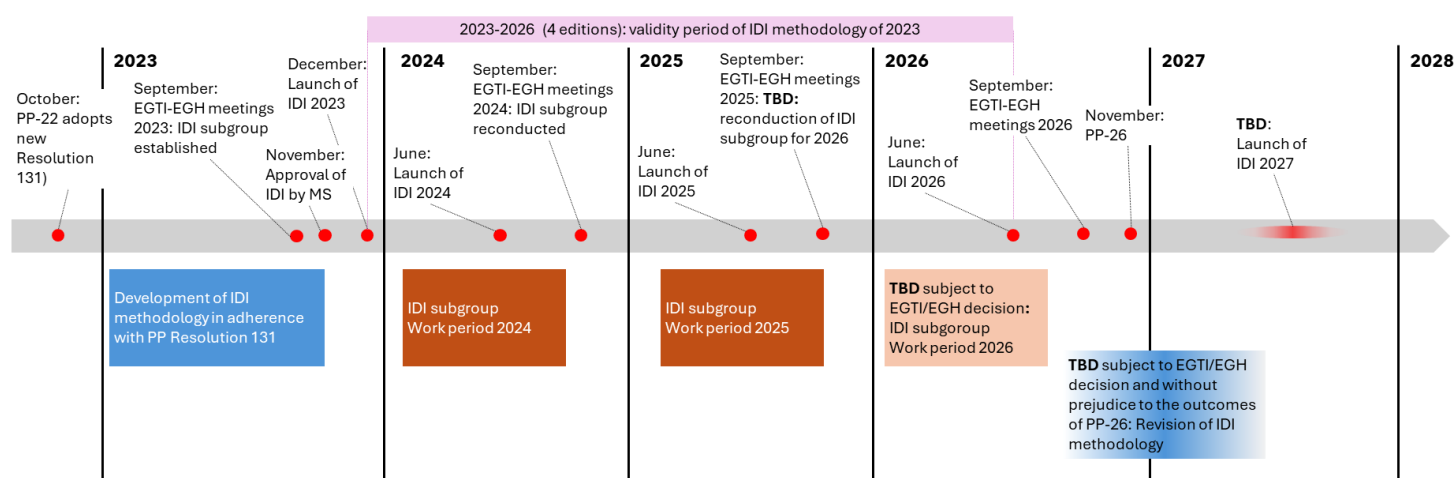 2023-2026 (4 editions): validity period of IDI methodology of 2023
2023
2024
2025
2026
2027
2028
October:
PP-22 adopts
new
Resolution
131)
September:
EGTI-EGH meetings
2023: IDI subgroup
established
November:
Approval of
IDI by MS
December:
Launch of
IDI 2023
June:
Launch of
IDI 2024
September:
EGTI-EGH meetings
2024: IDI subgroup
reconducted
June:
Launch of
IDI 2025
September:
EGTI-EGH meetings
2025: TBD:
reconduction of IDI
subgroup for 2026
June:
Launch of
IDI 2026
September:
EGTI-EGH
meetings 2026
November:
PP-26
TBD:
Launch of
IDI 2027
Development of IDI
methodology in adherence
with PP Resolution 131
IDI subgroup
Work period 2024
IDI subgroup
Work period 2025
TBD subject to
EGTI/EGH decision:
IDI subgoroup
Work period 2026
TBD subject to EGTI/EGH
decision and without
prejudice to the outcomes
of PP-26: Revision of IDI
methodology